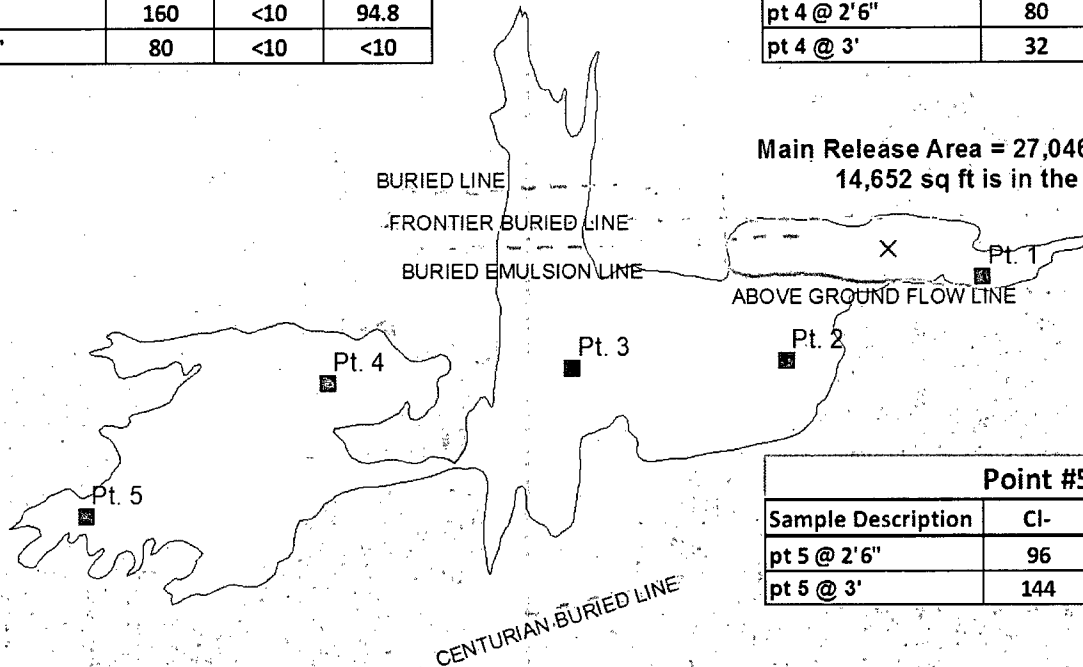 160 <10 94.8
' 80 <10 <10
pt 4 @ 2'6" 80
pt 4 @ 3' 32
Main Release Area = 27,046
14,652 sq ft is in the
BURIED LINE
FRONTIER BURIED LINE
BURIED EMULSION LINE
X
Pt. 1
ABOVE GROUND FLOW LINE
Pt. 2
Pt. 3
Pt. 4
Pt. 5
Point #5
Sample Description Cl-
pt 5 @ 2'6" 96
pt 5 @ 3' 144
CENTURIAN BURIED LINE